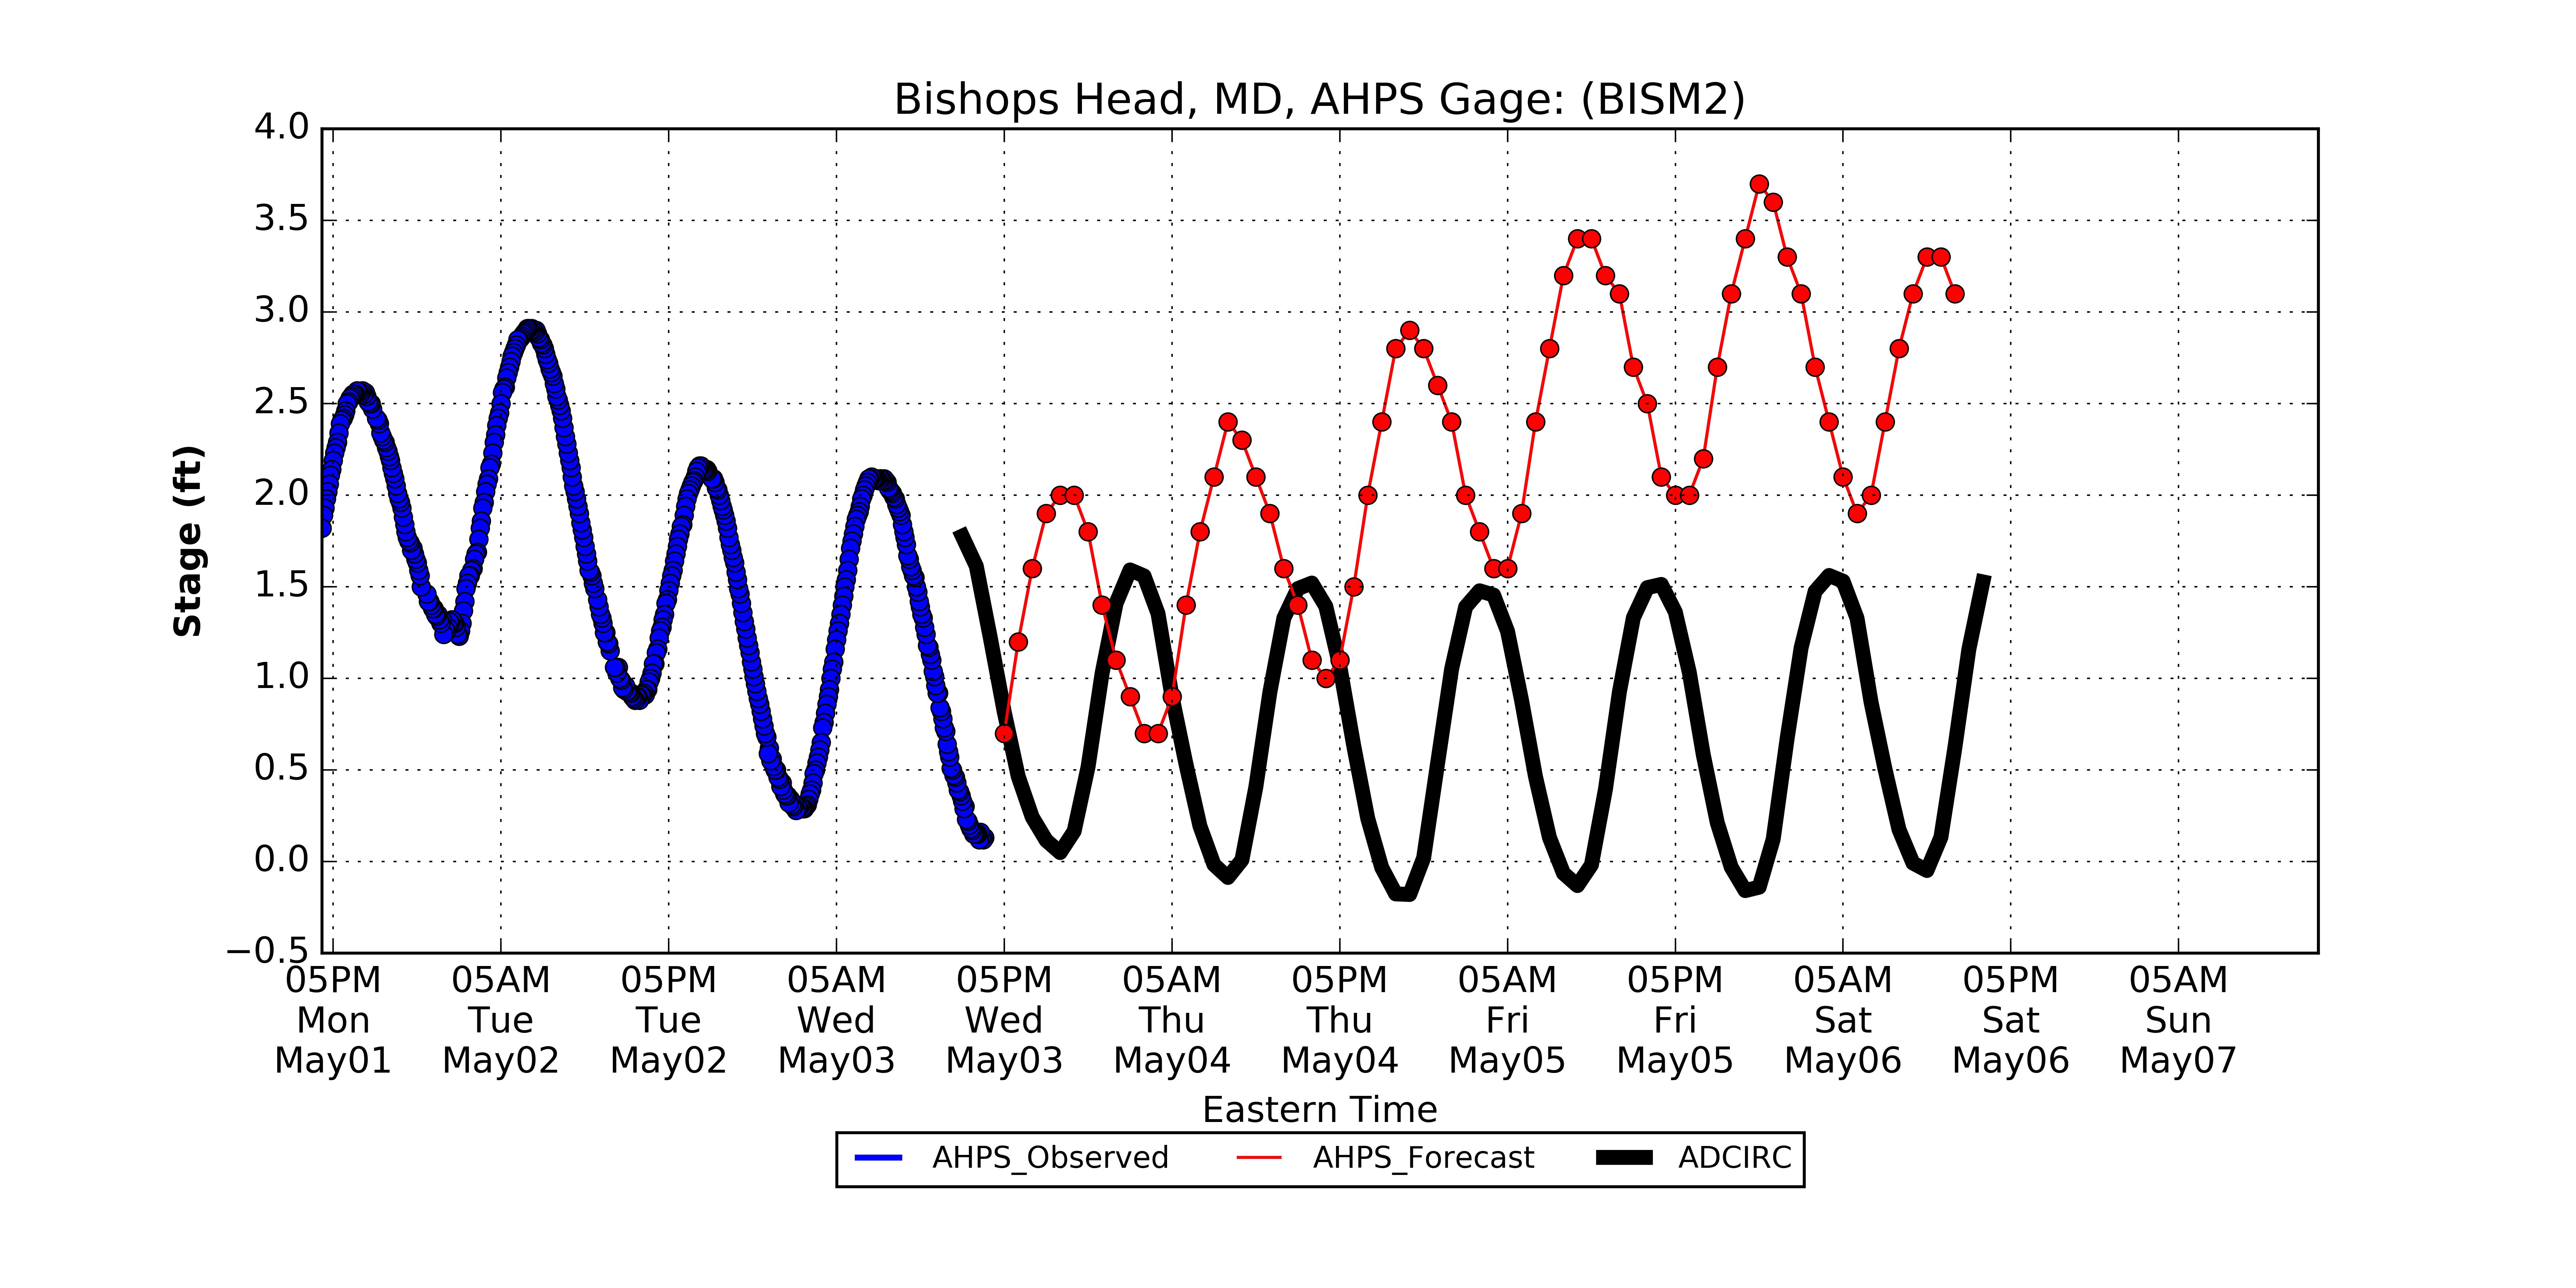 Bishops Head, MD, AHPS Gage: (BISM2)
4.0
3.5
3.0
2.5
2.0
1.5
1.0
0.5
0.0
−0.5
Stage (ft)
05PM 05AM 05PM 05AM 05PM 05AM 05PM 05AM 05PM 05AM 05PM 05AM
Mon Tue Tue Wed Wed Thu Thu Fri Fri Sat Sat Sun
May01 May02 May02 May03 May03 May04 May04 May05 May05 May06 May06 May07
Eastern Time
AHPS_Observed AHPS_Forecast ADCIRC